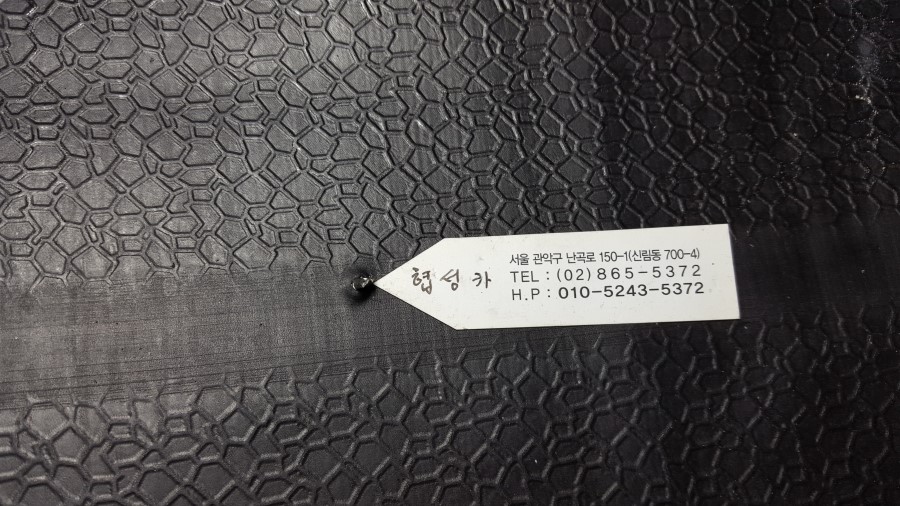 협성카
서울 관악구 난곡로 150-1(신림동 700-4)
TEL : (02)865-5372
H.P : 010-5243-5372